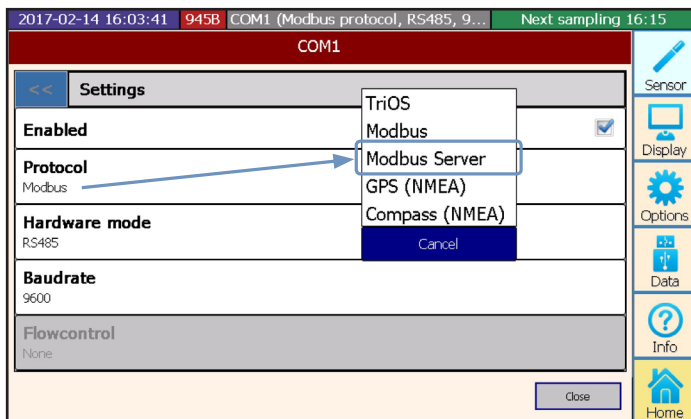 2017-02-14 16:03:41 945B COM1 (Modbus protocol, RS485, 9... Next sampling 16:15
COM1
<< Settings
Enabled
Protocol
Modbus
Hardware mode
RS485
Baudrate
9600
Flowcontrol
None
TriOS
Modbus
Modbus Server
GPS (NMEA)
Compass (NMEA)
Cancel
Close
Sensor
Display
Options
Data
Info
Home